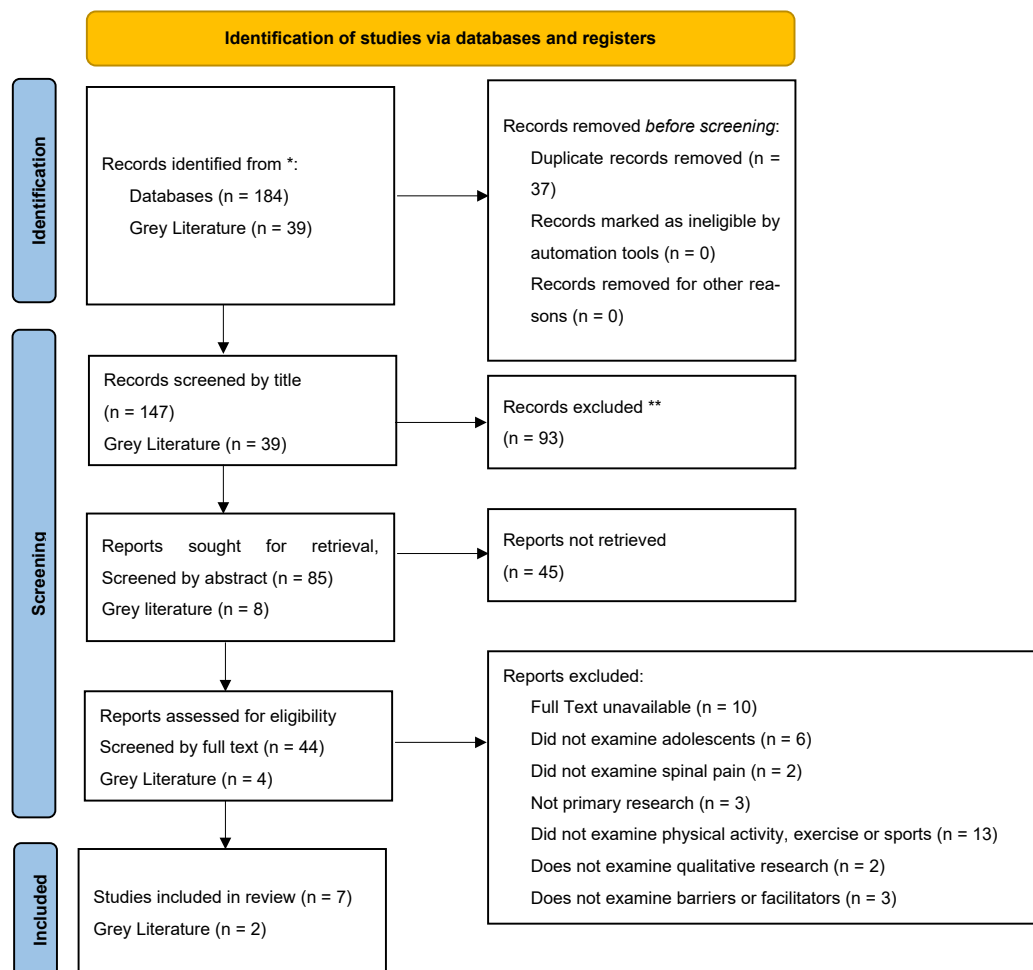 Identification of studies via databases and registers
Identification
Records identified from *:
Databases (n = 184)
Grey Literature (n = 39)
Records removed before screening:
Duplicate records removed (n =
37)
Records marked as ineligible by
automation tools (n = 0)
Records removed for other rea-
sons (n = 0)
Screening
Records screened by title
(n = 147)
Grey Literature (n = 39)
Records excluded **
(n = 93)
Reports sought for retrieval,
Screened by abstract (n = 85)
Grey literature (n = 8)
Reports not retrieved
(n = 45)
Reports assessed for eligibility
Screened by full text (n = 44)
Grey Literature (n = 4)
Reports excluded:
Full Text unavailable (n = 10)
Did not examine adolescents (n = 6)
Did not examine spinal pain (n = 2)
Not primary research (n = 3)
Did not examine physical activity, exercise or sports (n = 13)
Does not examine qualitative research (n = 2)
Does not examine barriers or facilitators (n = 3)
Included
Studies included in review (n = 7)
Grey Literature (n = 2)